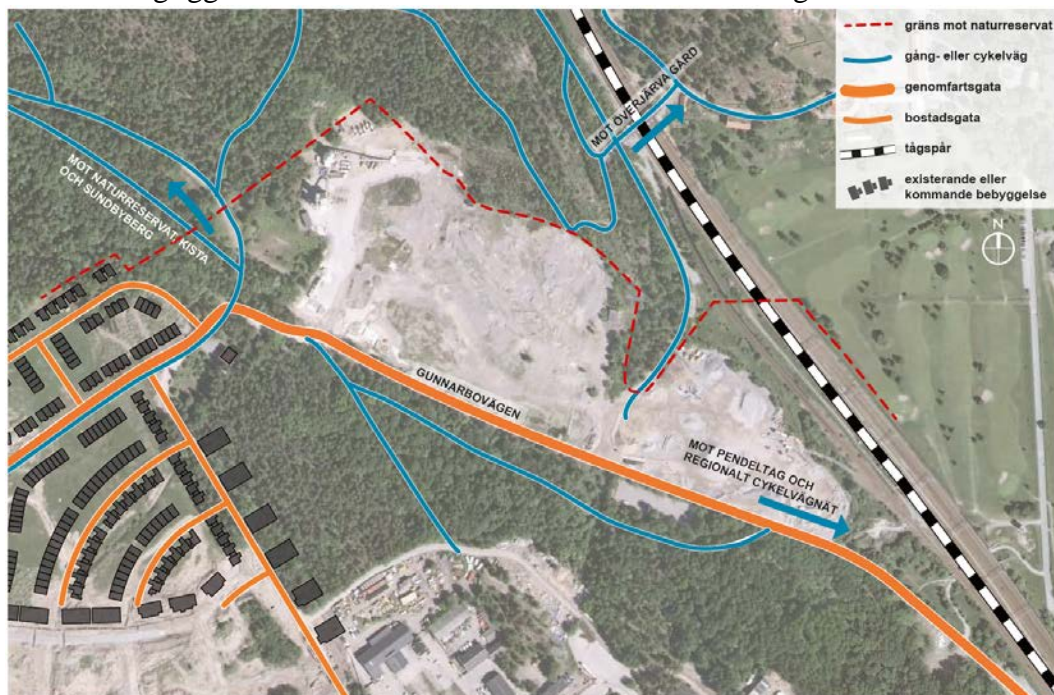 gräns mot naturreservat
gång- eller cykelväg
genomfartsgata
bostadsgata
tågspår
existerande eller
kommande bebyggelse
N
MOT ÖVERJÄRVA GÅRD
MOT NATURRESERVAT, KISTA
OCH SUNDBYBERG
GUNNARBOVÄGEN
MOT PENDELTÅG OCH
REGIONALT CYKELVÄGNÄT